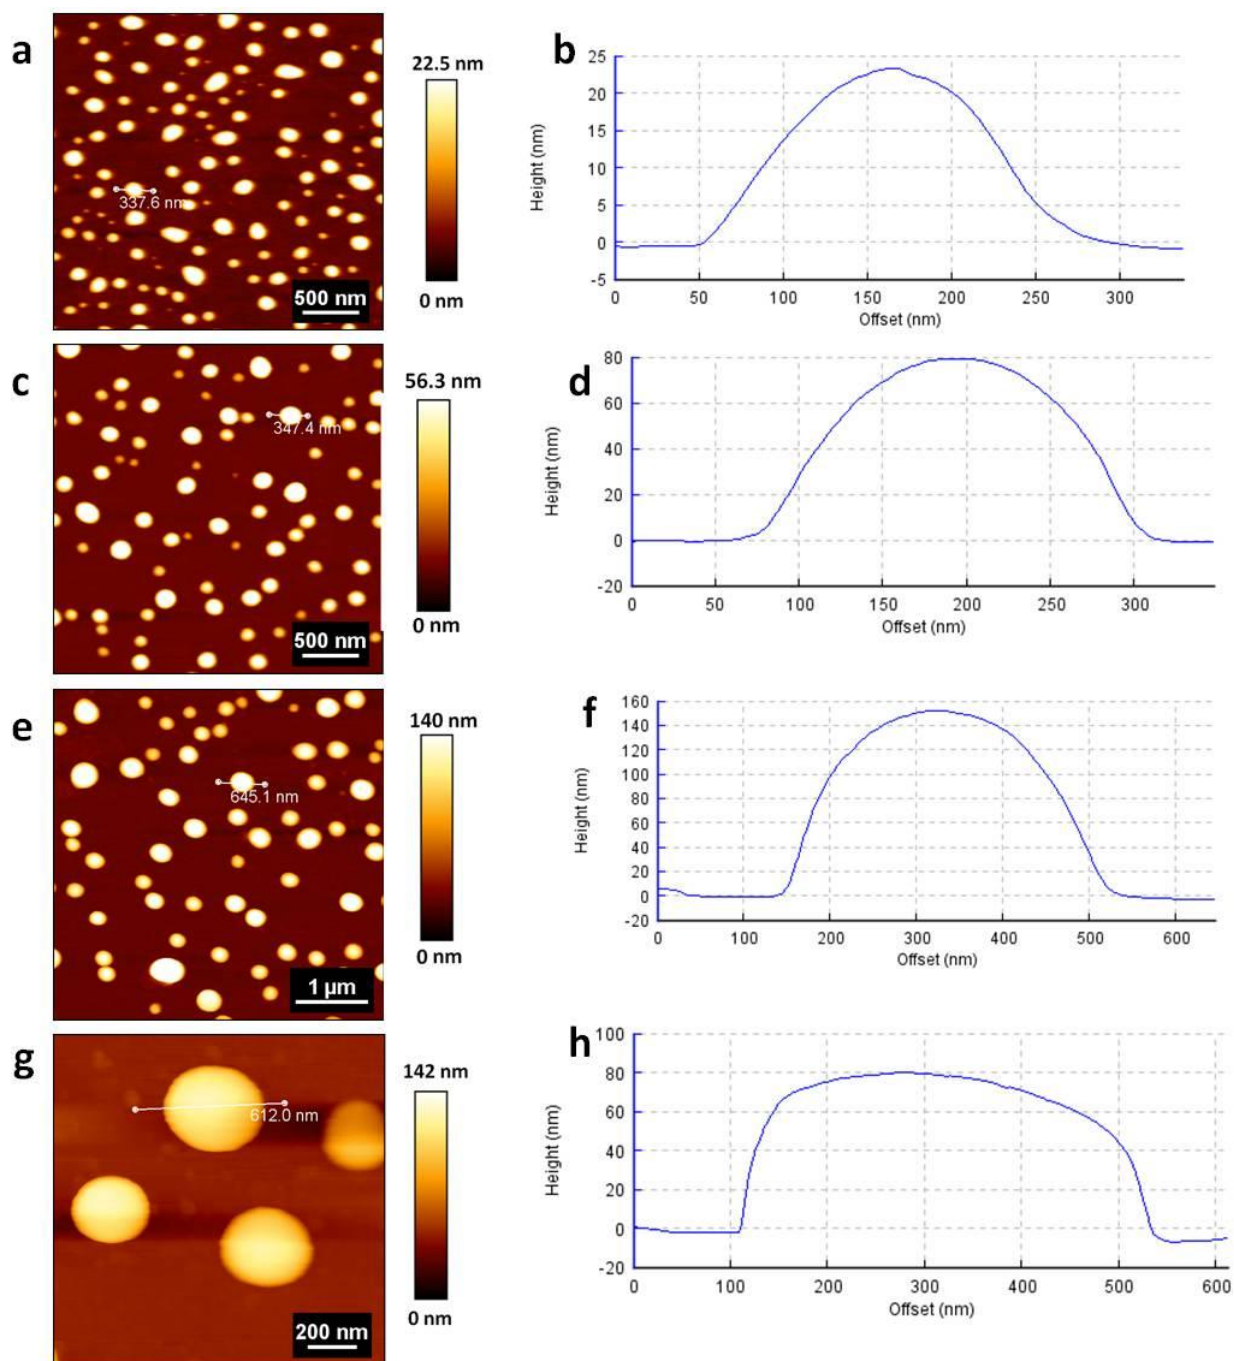 a
22.5 nm
0 nm
337.6 nm
500 nm
b
25
20
15
10
5
0
-5
Height (nm)
0 50 100 150 200 250 300
Offset (nm)
c
56.3 nm
0 nm
347.4 nm
500 nm
d
80
60
40
20
0
-20
Height (nm)
0 50 100 150 200 250 300
Offset (nm)
e
140 nm
0 nm
645.1 nm
1 µm
f
160
140
120
100
80
60
40
20
0
-20
Height (nm)
0 100 200 300 400 500 600
Offset (nm)
g
142 nm
0 nm
612.0 nm
200 nm
h
100
80
60
40
20
0
-20
Height (nm)
0 100 200 300 400 500 600
Offset (nm)